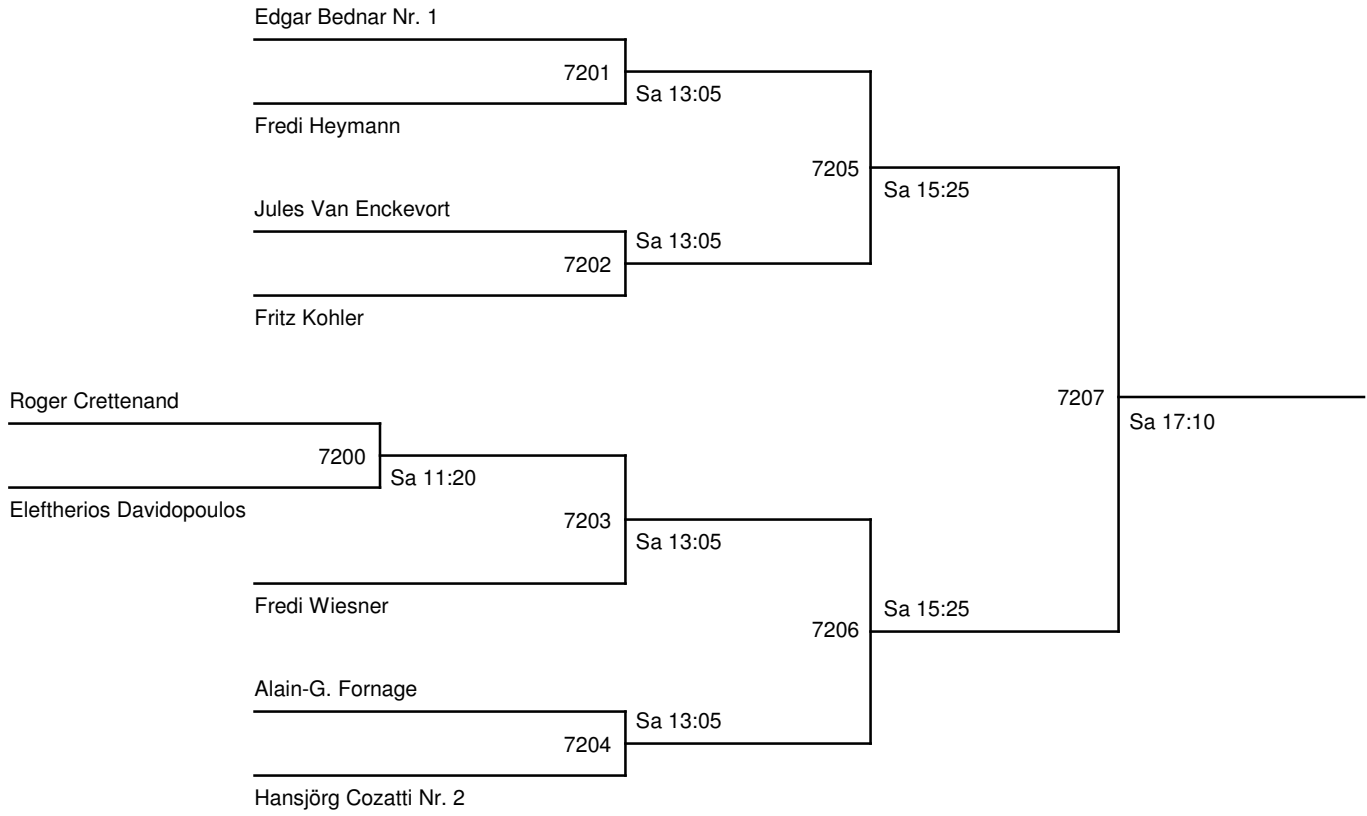 Edgar Bednar Nr. 1
7201
Sa 13:05
Fredi Heymann
7205
Sa 15:25
Jules Van Enckevort
Sa 13:05
7202
Fritz Kohler
7207
Sa 17:10
Roger Crettenand
7200
Sa 11:20
Eleftherios Davidopoulos
7203
Sa 13:05
Fredi Wiesner
Sa 15:25
7206
Alain-G. Fornage
Sa 13:05
7204
Hansjörg Cozatti Nr. 2